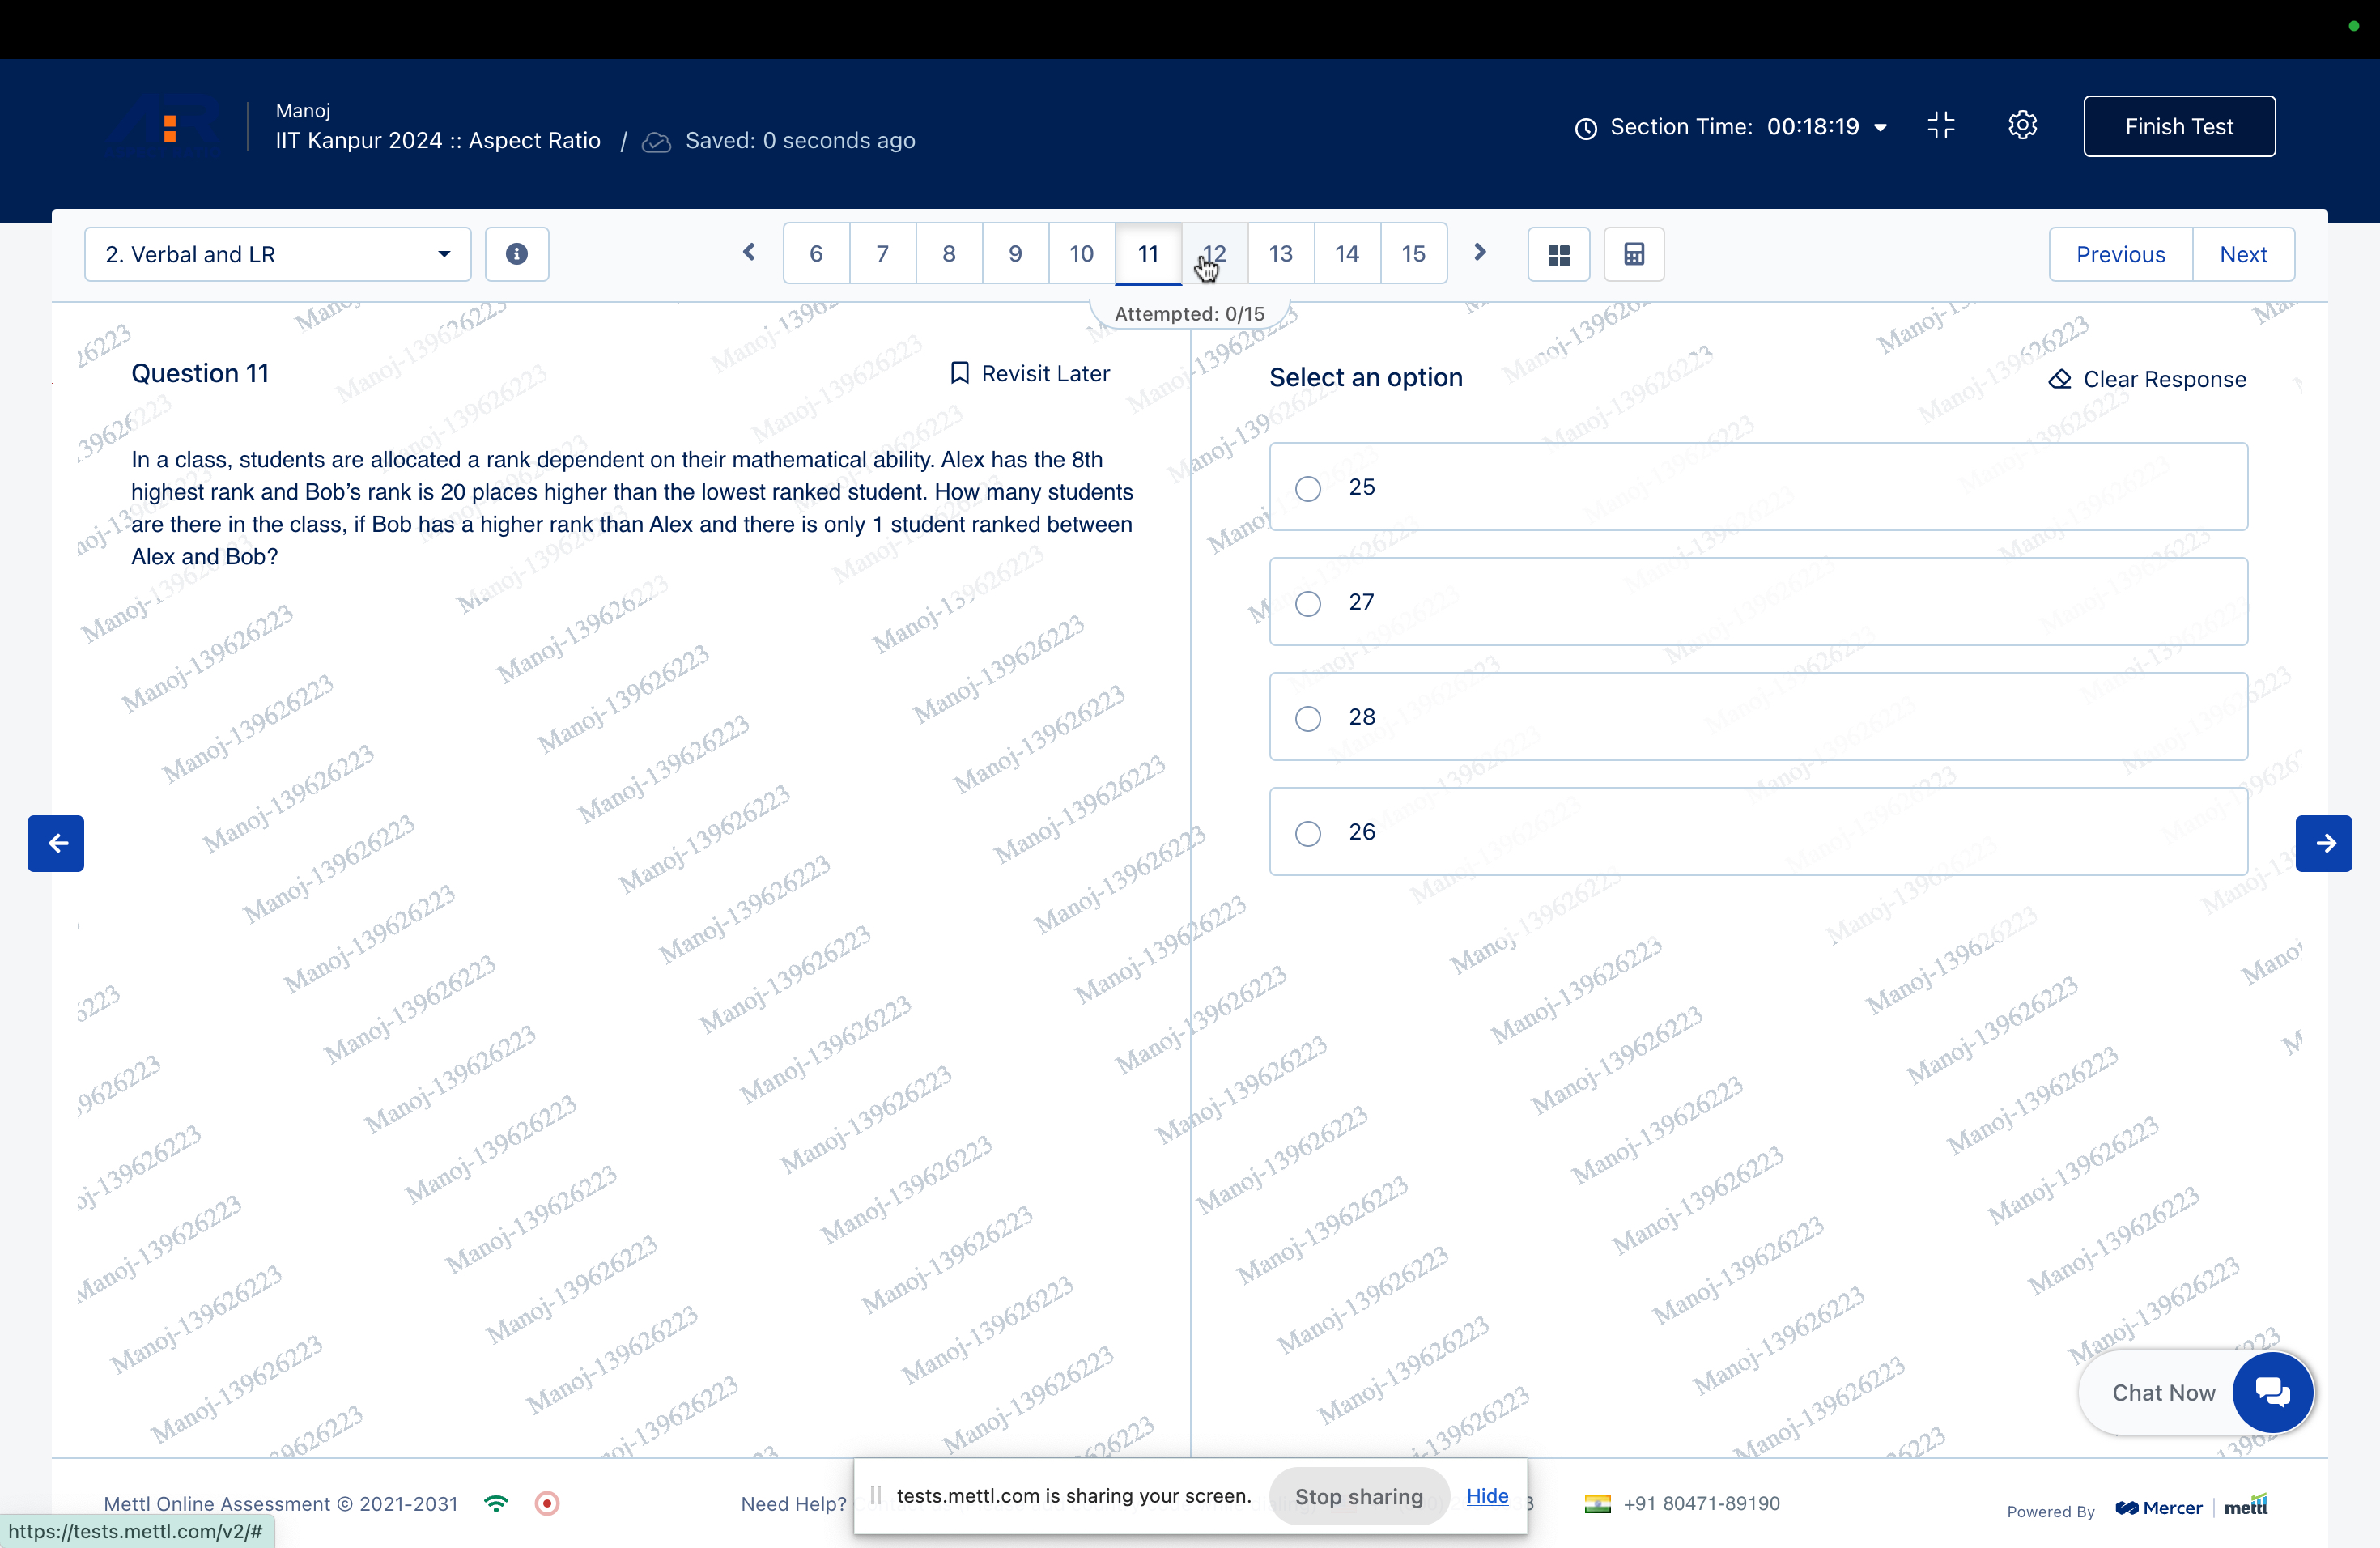 Manoj
IIT Kanpur 2024 :: Aspect Ratio / Saved: 0 seconds ago
Section Time: 00:18:19
Finish Test
2. Verbal and LR
6 7 8 9 10 11 12 13 14 15
Previous Next
Attempted: 0/15
Question 11
Revisit Later
In a class, students are allocated a rank dependent on their mathematical ability. Alex has the 8th
highest rank and Bob’s rank is 20 places higher than the lowest ranked student. How many students
are there in the class, if Bob has a higher rank than Alex and there is only 1 student ranked between
Alex and Bob?
Select an option
Clear Response
25
27
28
26
Manoj-139626223
Chat Now
Mettl Online Assessment © 2021-2031
Need Help?
tests.mettl.com is sharing your screen.
Stop sharing
Hide
+91 80471-89190
Powered By
Mercer | mettl
https://tests.mettl.com/v2/#